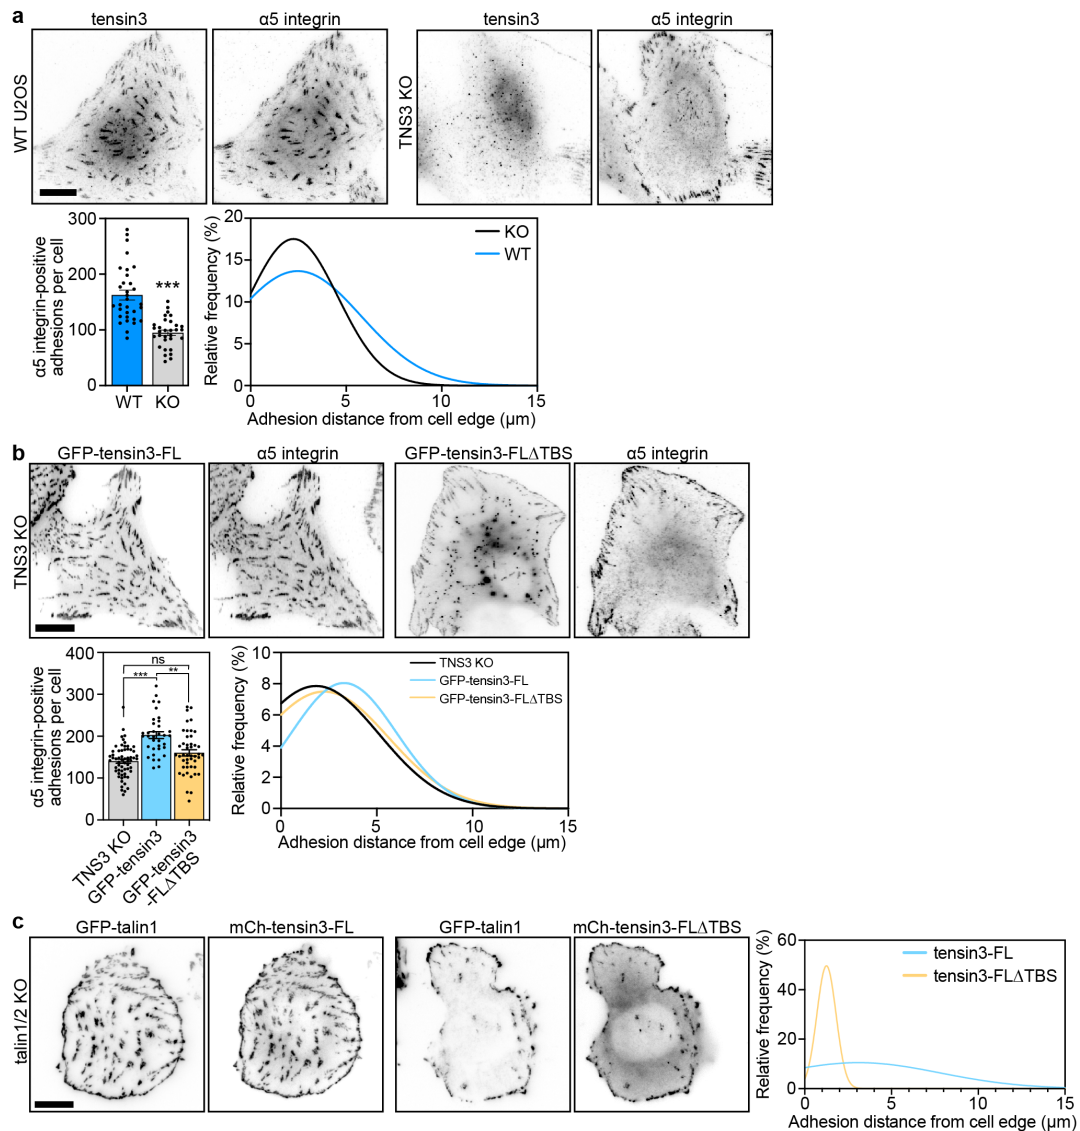 a
tensin3
α5 integrin
tensin3
α5 integrin
WT U2OS
TNS3 KO
α5 integrin-positive
adhesions per cell
300
200
100
0
***
WT
KO
Relative frequency (%)
20
15
10
5
0
KO
WT
0
5
10
15
Adhesion distance from cell edge (μm)
b
GFP-tensin3-FL
α5 integrin
GFP-tensin3-FLΔTBS
α5 integrin
TNS3 KO
α5 integrin-positive
adhesions per cell
400
300
200
100
0
ns
***
**
TNS3 KO
GFP-tensin3
GFP-tensin3
-FLΔTBS
Relative frequency (%)
10
8
6
4
2
0
TNS3 KO
GFP-tensin3-FL
GFP-tensin3-FLΔTBS
0
5
10
15
Adhesion distance from cell edge (μm)
c
GFP-talin1
mCh-tensin3-FL
GFP-talin1
mCh-tensin3-FLΔTBS
talin1/2 KO
Relative frequency (%)
60
40
20
0
tensin3-FL
tensin3-FLΔTBS
0
5
10
15
Adhesion distance from cell edge (μm)